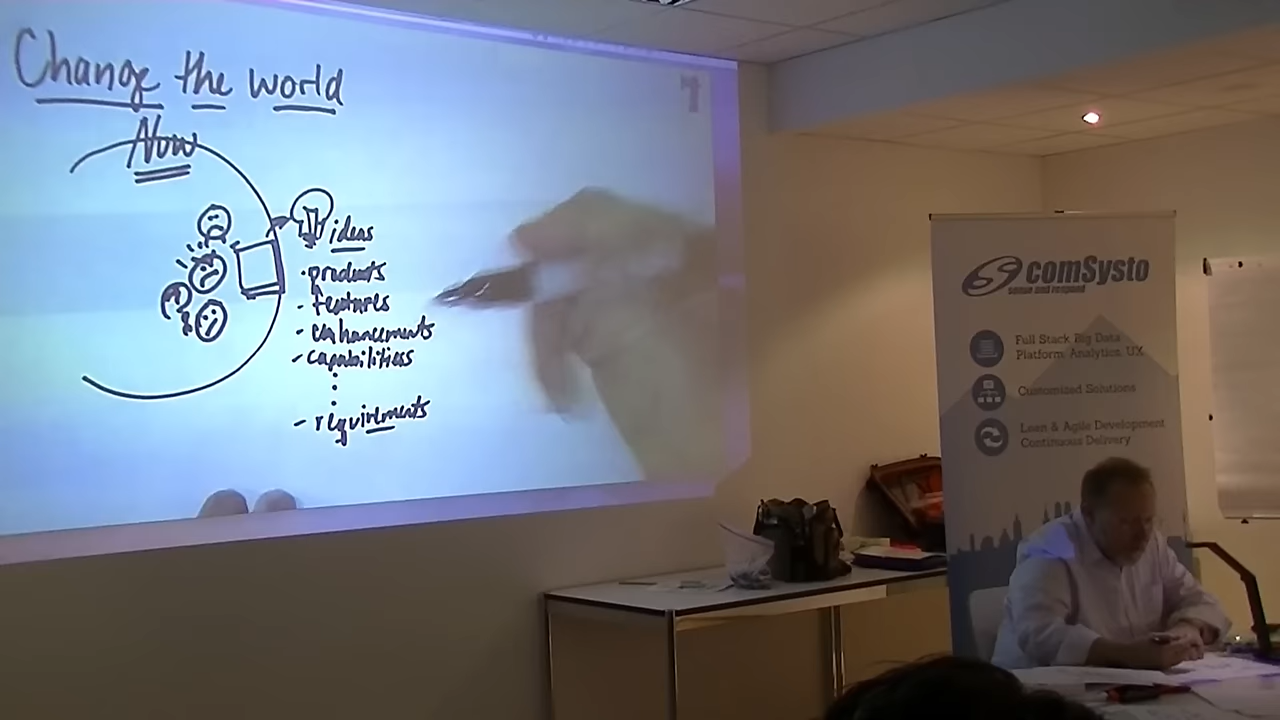 Change the world
Now
ideas
· products
- features
- enhancements
- capabilities
- requirements
comSysto
sense and respond
Full Stack Big Data
Platform, Analytics, UX
Customized Solutions
Lean & Agile Development
Continuous Delivery